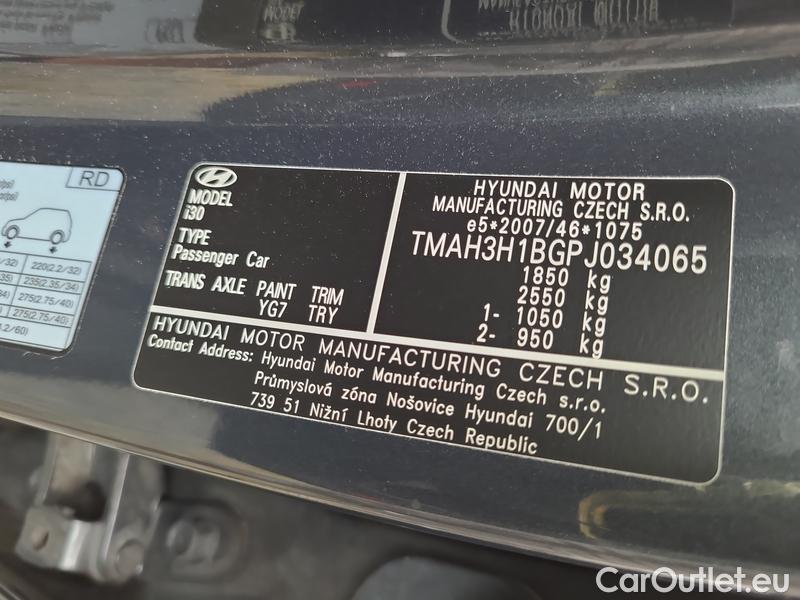 RD
220(2.2/32)
235(2.35/34)
275(2.75/40)
275(2.75/40)
MODEL
i30
TYPE
Passenger Car
TRANS AXLE PAINT TRIM
YG7 TRY
HYUNDAI MOTOR
MANUFACTURING CZECH S.R.O.
e5*2007/46*1075
TMAH3H1BGPJ034065
1850 kg
2550 kg
1- 1050 kg
2- 950 kg
HYUNDAI MOTOR MANUFACTURING CZECH S.R.O.
Contact Address: Hyundai Motor Manufacturing Czech s.r.o.
Průmyslová zóna Nošovice Hyundai 700/1
739 51 Nižní Lhoty Czech Republic
CarOutlet.eu